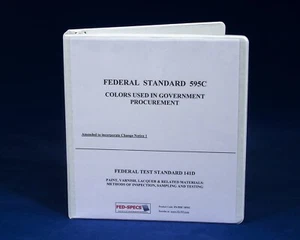 FEDERAL STANDARD 595C
COLORS USED IN GOVERNMENT
PROCUREMENT
Amended to incorporate Change Notice 1
FEDERAL TEST STANDARD 141D
PAINT, VARNISH, LACQUER & RELATED MATERIALS
METHODS OF INSPECTION, SAMPLING AND TESTING
FED-SPECS